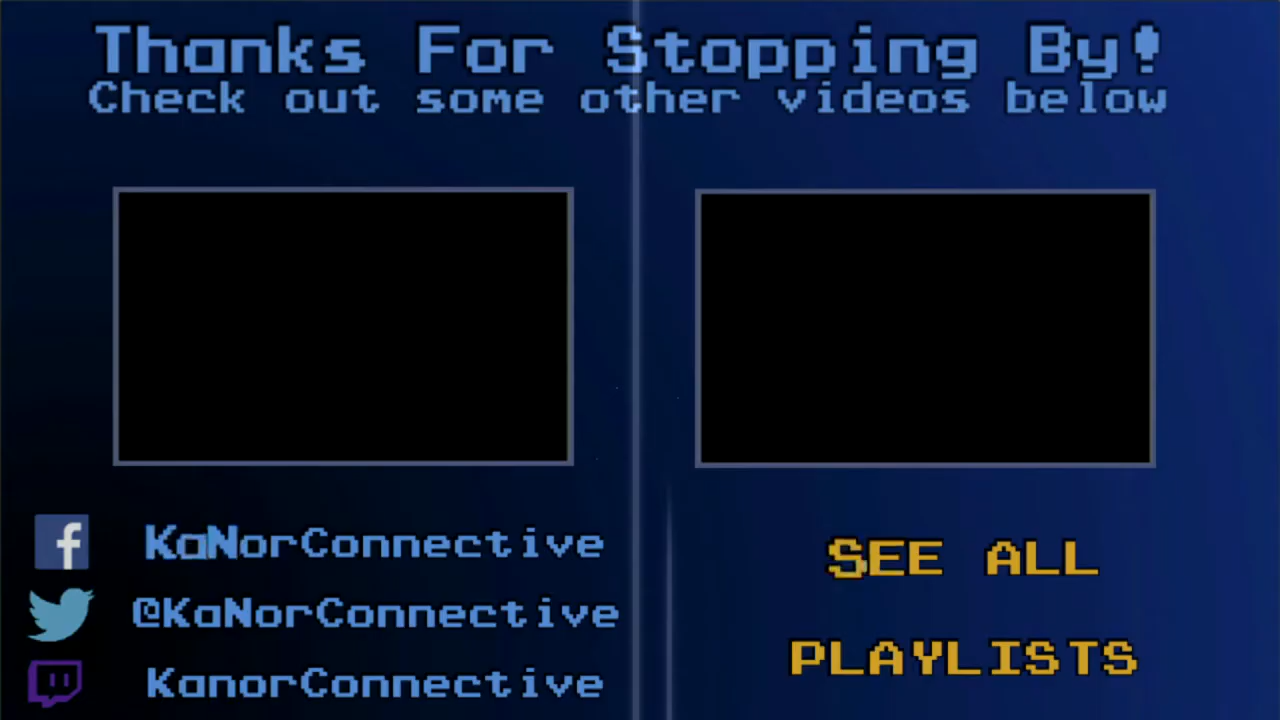 Thanks For Stopping By!
Check out some other videos below
KaNorConnective
@KaNorConnective
KanorConnective
SEE ALL
PLAYLISTS